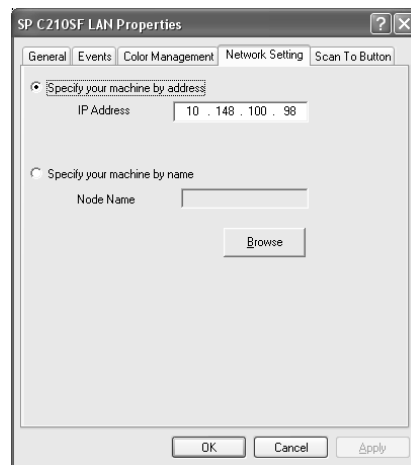 SP C210SF LAN Properties
General Events Color Management Network Setting Scan To Button
Specify your machine by address
IP Address 10 . 148 . 100 . 98
Specify your machine by name
Node Name
Browse
OK Cancel Apply